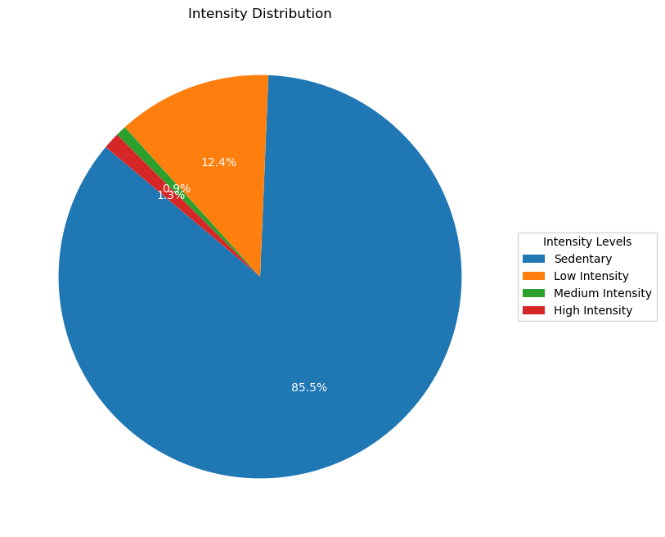 Intensity Distribution
12.4%
0.9%
1.3%
85.5%
Intensity Levels
Sedentary
Low Intensity
Medium Intensity
High Intensity